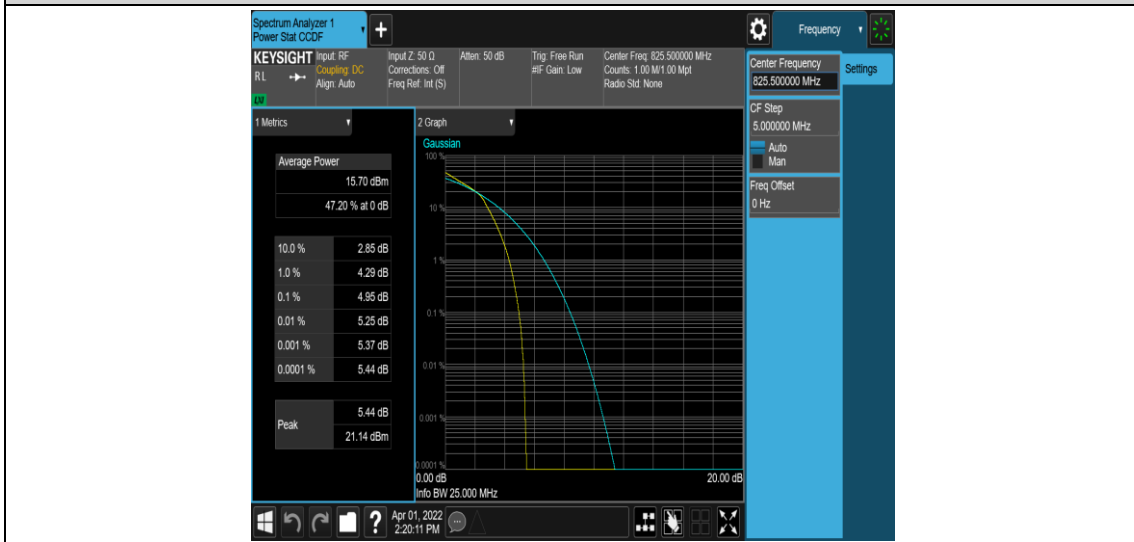 Spectrum Analyzer 1
Power Stat CCDF
+
Frequency
KEYSIGHT
Input: RF
Coupling: DC
Align: Auto
RL
Input Z: 50 Ω
Corrections: Off
Freq Ref: Int (S)
Atten: 50 dB
Trig: Free Run
#IF Gain: Low
Center Freq: 825.500000 MHz
Counts: 1.00 M/1.00 Mpt
Radio Std: None
Center Frequency
825.500000 MHz
Settings
CF Step
5.000000 MHz
Auto
Man
Freq Offset
0 Hz
1 Metrics
Average Power
15.70 dBm
47.20 % at 0 dB
10.0 % 2.85 dB
1.0 % 4.29 dB
0.1 % 4.95 dB
0.01 % 5.25 dB
0.001 % 5.37 dB
0.0001 % 5.44 dB
Peak
5.44 dB
21.14 dBm
2 Graph
Gaussian
100 %
10 %
1 %
0.1 %
0.01 %
0.001 %
0.0001 %
0.00 dB
20.00 dB
Info BW 25.000 MHz
?
Apr 01, 2022
2:20:11 PM